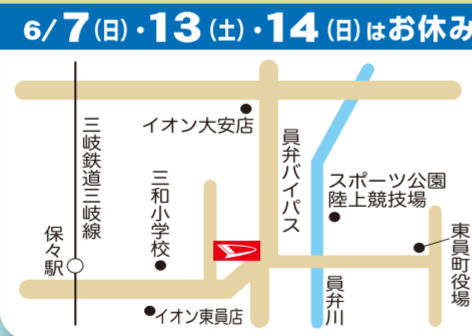 6/7(日)・13(土)・14(日)はお休み
イオン大安店
三岐鉄道三岐線
員弁バイパス
三和小学校
スポーツ公園
陸上競技場
保々駅
東員町役場
員弁川
イオン東員店